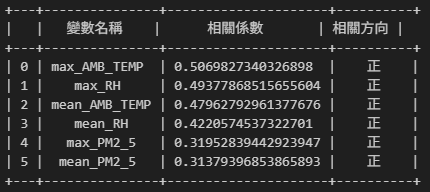 +---+---------------+---------------------+----------+
|   |    變數名稱    |      相關係數       | 相關方向 |
+---+---------------+---------------------+----------+
| 0 | max_AMB_TEMP  | 0.5069827340326898  |    正    |
| 1 |    max_RH     | 0.49377868515655604 |    正    |
| 2 | mean_AMB_TEMP | 0.47962792961377676 |    正    |
| 3 |    mean_RH    | 0.4220574537322701  |    正    |
| 4 |   max_PM2_5   | 0.31952839442923947 |    正    |
| 5 |  mean_PM2_5   | 0.31379396853865893 |    正    |
+---+---------------+---------------------+----------+